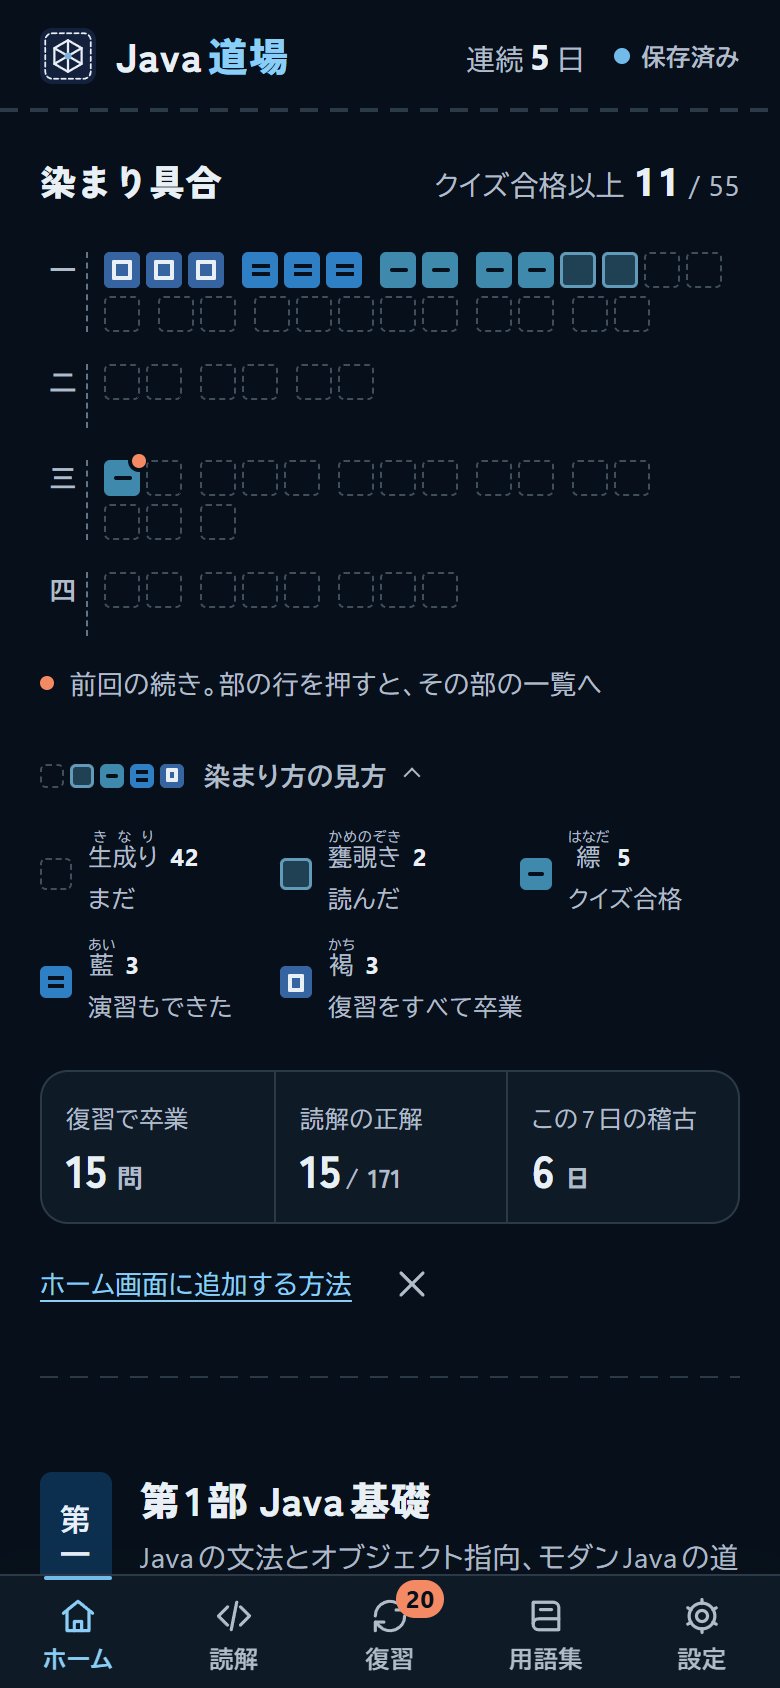 Java道場
連続 5 日
保存済み
染まり具合
クイズ合格以上 11 / 55
一
二
三
四
前回の続き。部の行を押すと、その部の一覧へ
染まり方の見方
きなり
生成り 42
まだ
かめのぞき
甕覗き 2
読んだ
はなだ
縹 5
クイズ合格
あい
藍 3
演習もできた
かち
褐 3
復習をすべて卒業
復習で卒業
15 問
読解の正解
15 / 171
この7日の稽古
6 日
ホーム画面に追加する方法
第一
第1部 Java基礎
Javaの文法とオブジェクト指向、モダンJavaの道
ホーム
読解
20
復習
用語集
設定